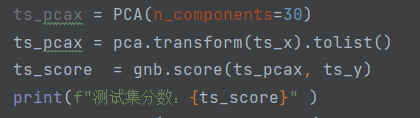 ts_pcax = PCA(n_components=30)
ts_pcax = pca.transform(ts_x).tolist()
ts_score  = gnb.score(ts_pcax, ts_y)
print(f"测试集分数：{ts_score}" )